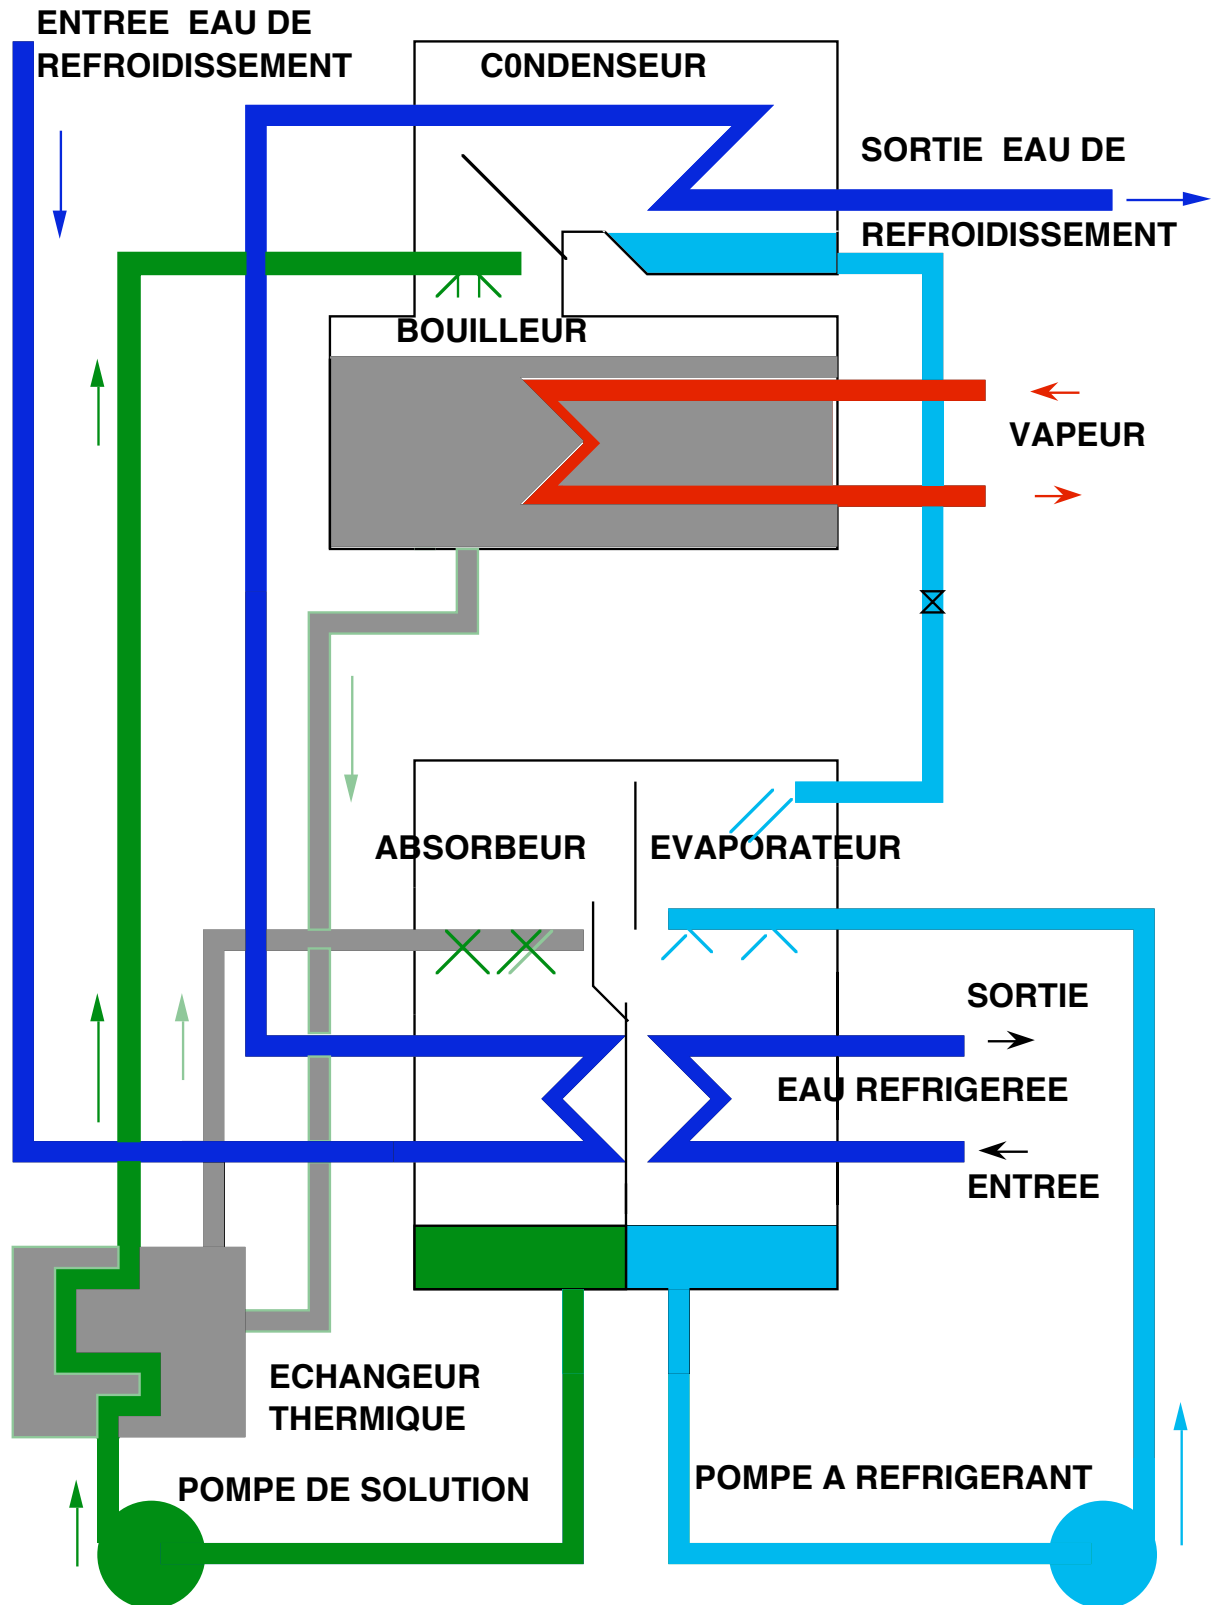 ENTREE EAU DE
REFROIDISSEMENT
C0NDENSEUR
SORTIE EAU DE
REFROIDISSEMENT
BOUILLEUR
VAPEUR
ABSORBEUR
EVAPORATEUR
SORTIE
EAU REFRIGEREE
ENTREE
ECHANGEUR
THERMIQUE
POMPE DE SOLUTION
POMPE A REFRIGERANT